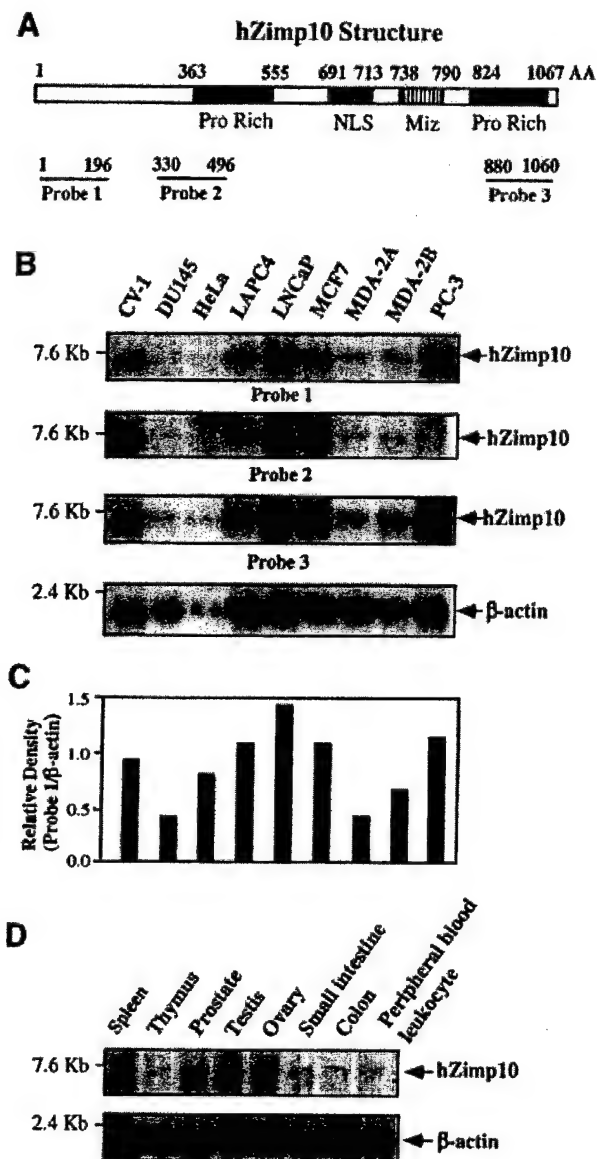 A
hZimp10 Structure
1 363 555 691 713 738 790 824 1067 AA
Pro Rich NLS Miz Pro Rich
1 196 330 496 880 1060
Probe 1 Probe 2 Probe 3
B
CV-1 DU145 HeLa LAPC4 LNCaP MCF7 MDA-2A MDA-2B PC-3
7.6 Kb hZimp10
Probe 1
7.6 Kb hZimp10
Probe 2
7.6 Kb hZimp10
Probe 3
2.4 Kb β-actin
C
Relative Density
(Probe 1/β-actin)
1.5
1.0
0.5
0.0
D
Spleen Thymus Prostate Testis Ovary Small intestine Colon Peripheral blood
leukocyte
7.6 Kb hZimp10
2.4 Kb β-actin